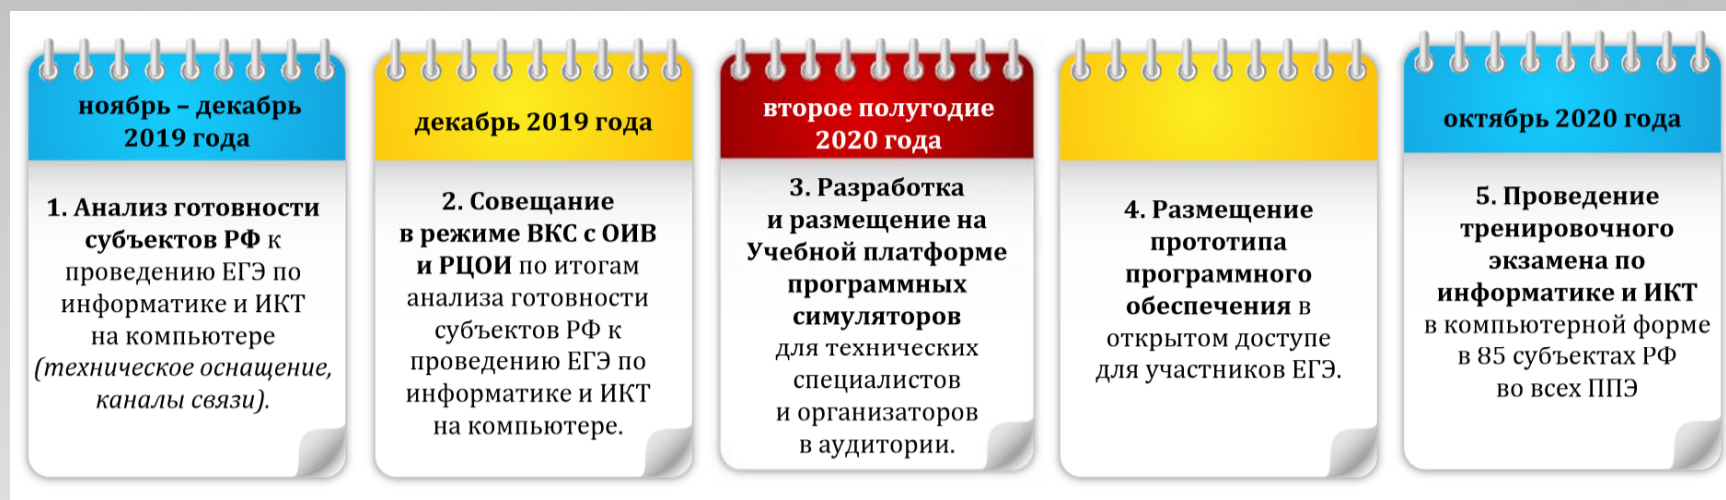 ноябрь – декабрь
2019 года
1. Анализ готовности
субъектов РФ к
проведению ЕГЭ по
информатике и ИКТ
на компьютере
(техническое оснащение,
каналы связи).
декабрь 2019 года
2. Совещание
в режиме ВКС с ОИВ
и РЦОИ по итогам
анализа готовности
субъектов РФ к
проведению ЕГЭ по
информатике и ИКТ
на компьютере.
второе полугодие
2020 года
3. Разработка
и размещение на
Учебной платформе
программных
симуляторов
для технических
специалистов
и организаторов
в аудитории.
4. Размещение
прототипа
программного
обеспечения в
открытом доступе
для участников ЕГЭ.
октябрь 2020 года
5. Проведение
тренировочного
экзамена по
информатике и ИКТ
в компьютерной форме
в 85 субъектах РФ
во всех ППЭ